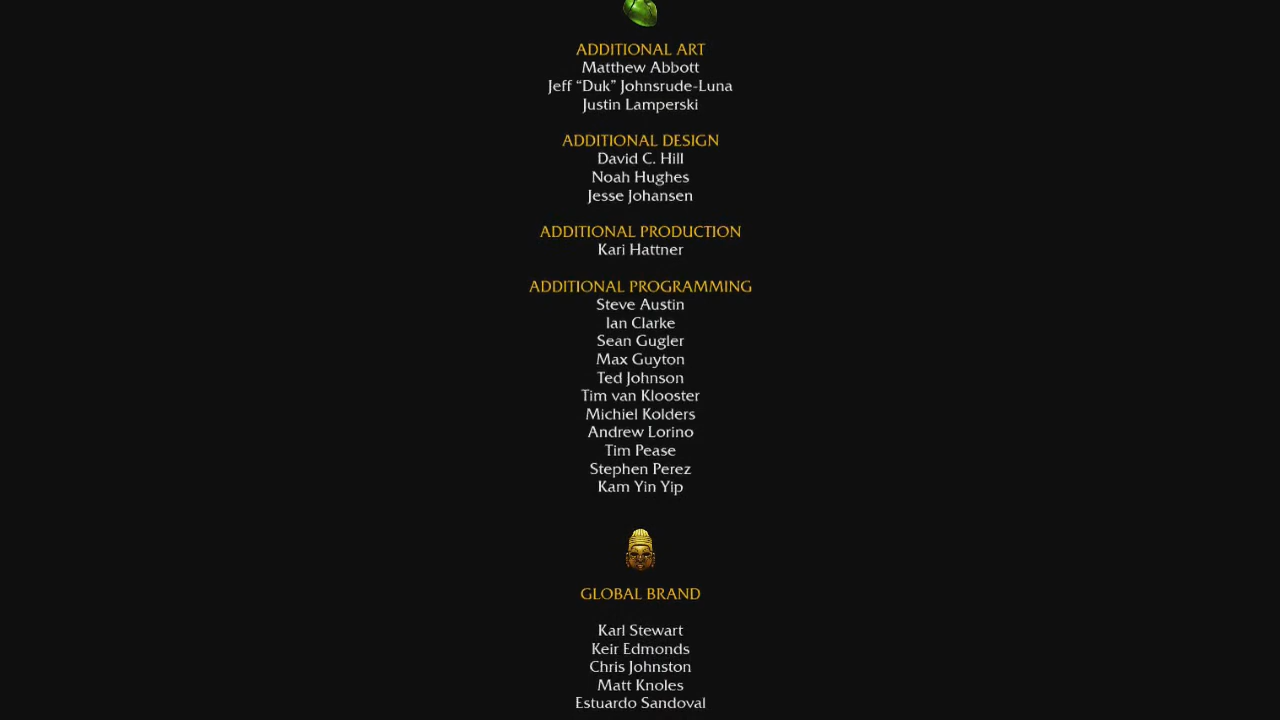 ADDITIONAL ART
Matthew Abbott
Jeff “Duk” Johnsrude-Luna
Justin Lamperski
ADDITIONAL DESIGN
David C. Hill
Noah Hughes
Jesse Johansen
ADDITIONAL PRODUCTION
Kari Hattner
ADDITIONAL PROGRAMMING
Steve Austin
Ian Clarke
Sean Gugler
Max Guyton
Ted Johnson
Tim van Klooster
Michiel Kolders
Andrew Lorino
Tim Pease
Stephen Perez
Kam Yin Yip
GLOBAL BRAND
Karl Stewart
Keir Edmonds
Chris Johnston
Matt Knoles
Estuardo Sandoval